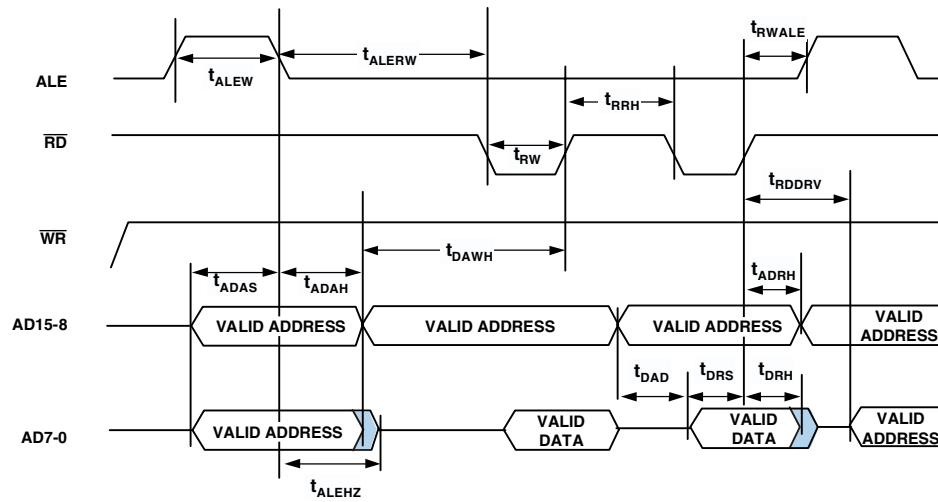 tRWALE
tALERW
tALEW
ALE
tRRH
RD
tRW
tRDDRV
WR
tDAWH
tADAS
tADAH
tADRH
AD15-8
VALID ADDRESS
VALID ADDRESS
VALID ADDRESS
VALID
ADDRESS
tDAD
tDRS
tDRH
AD7-0
VALID ADDRESS
VALID
DATA
VALID
DATA
VALID
ADDRESS
tALEHZ